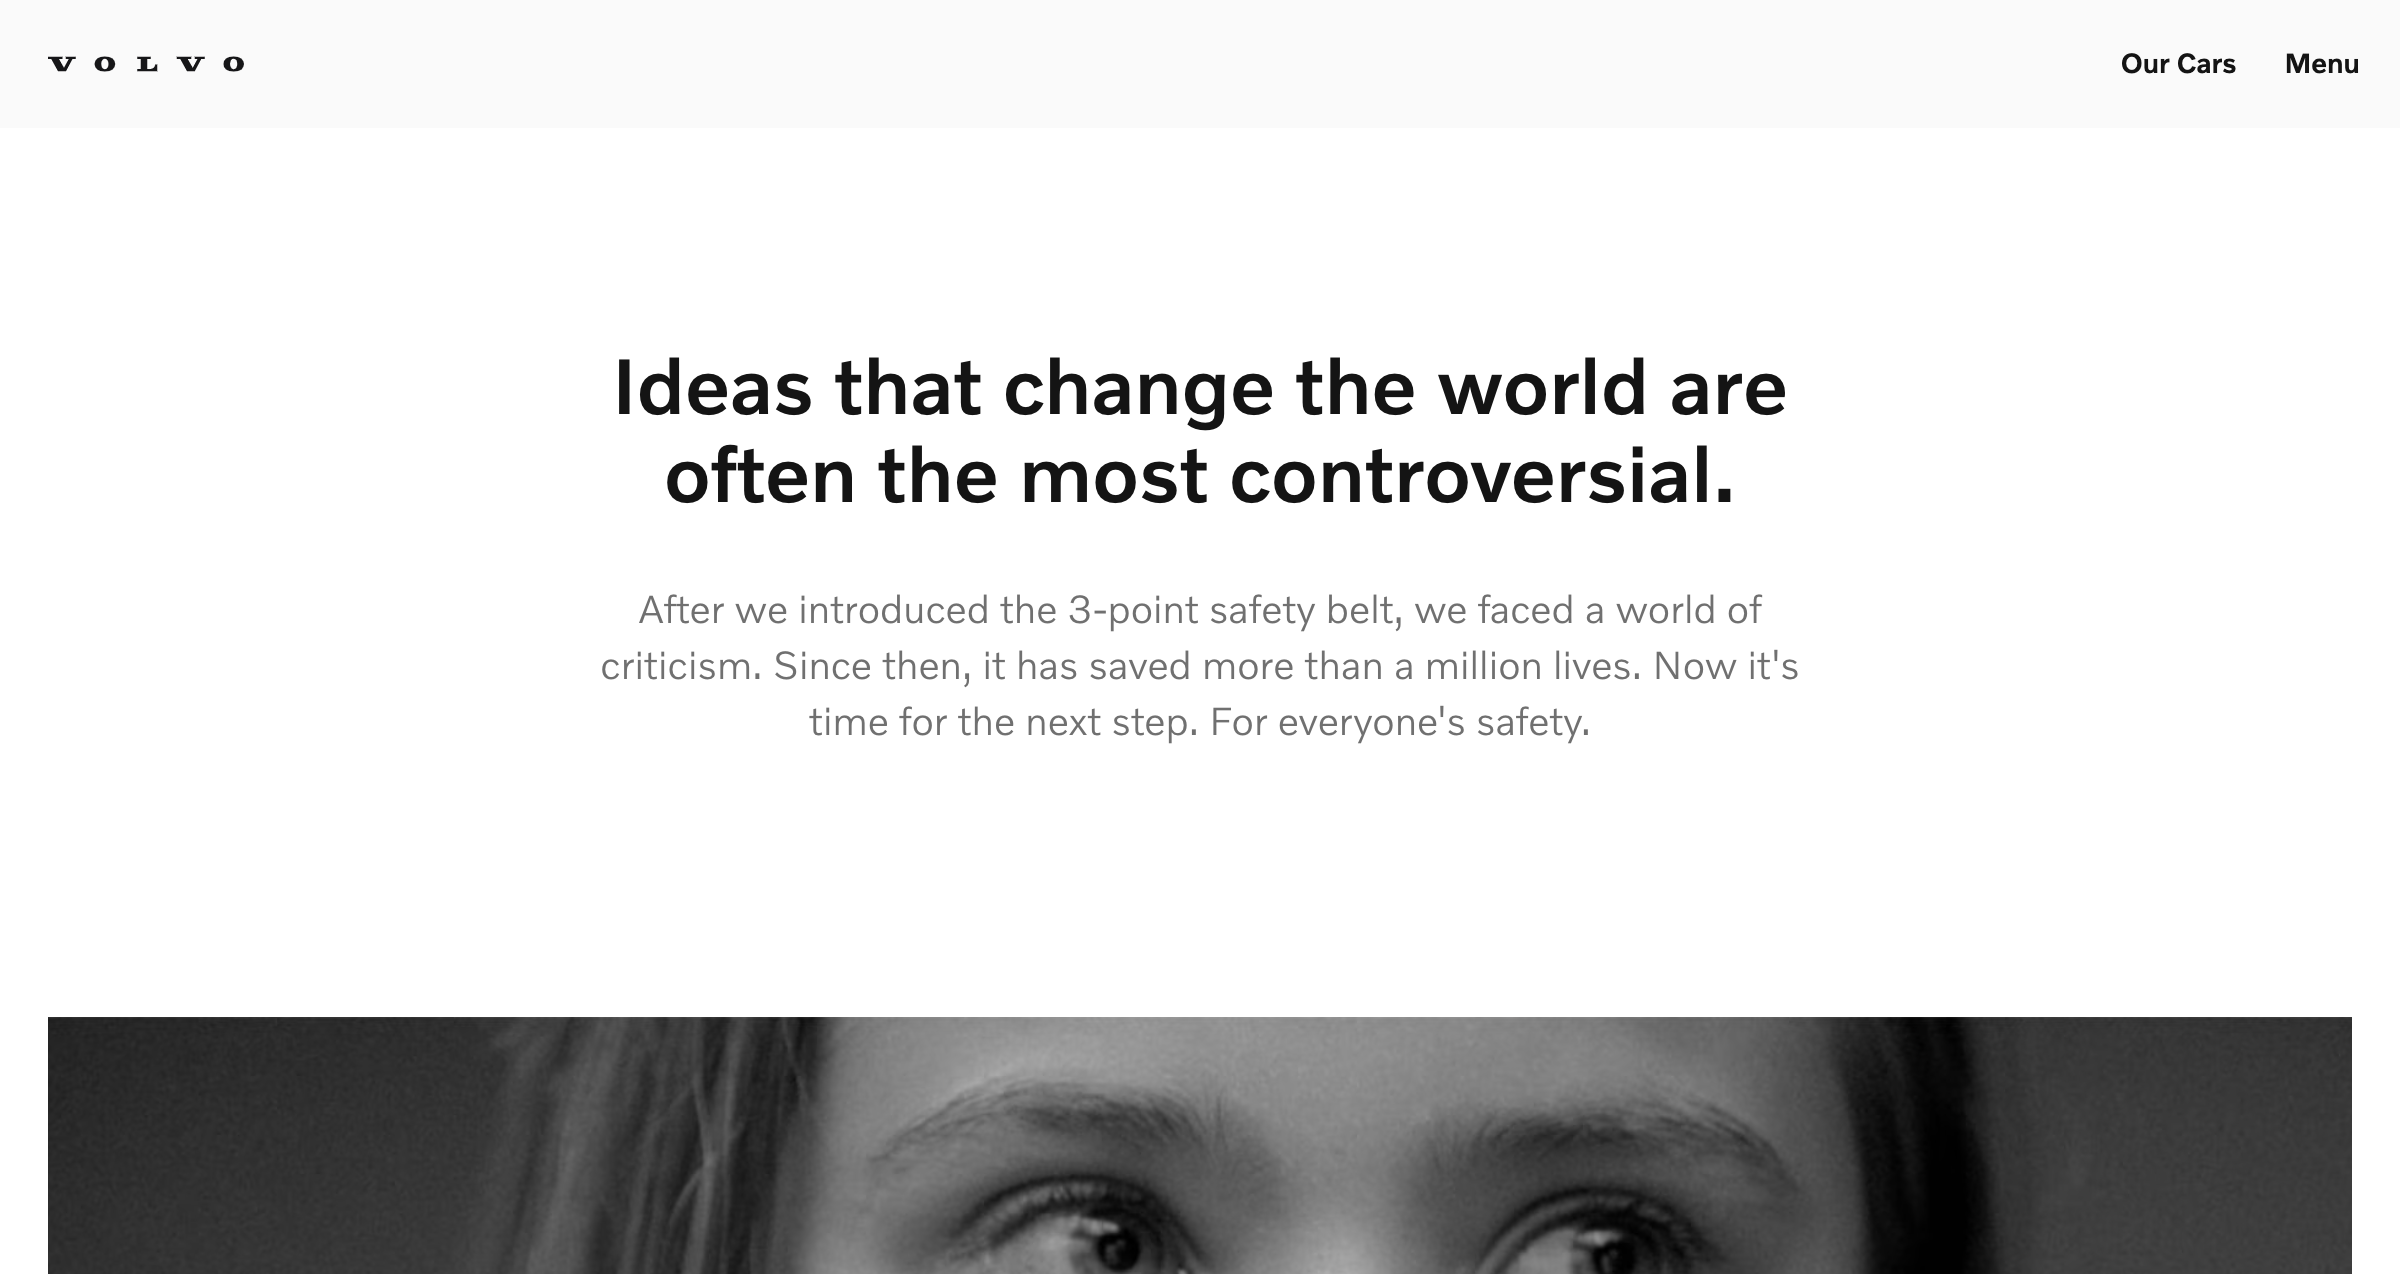 VOLVO
Our Cars
Menu
Ideas that change the world are
often the most controversial.
After we introduced the 3-point safety belt, we faced a world of
criticism. Since then, it has saved more than a million lives. Now it's
time for the next step. For everyone's safety.